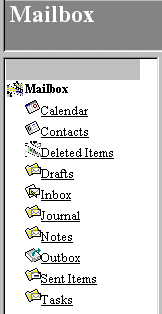 Mailbox
Mailbox
Calendar
Contacts
Deleted Items
Drafts
Inbox
Journal
Notes
Outbox
Sent Items
Tasks